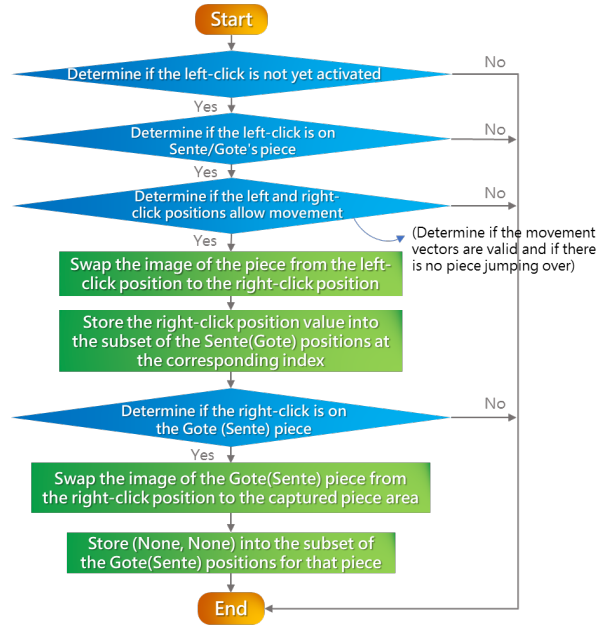 Start
Determine if the left-click is not yet activated
No
Yes
Determine if the left-click is on
Sente/Gote's piece
No
Yes
Determine if the left and right-
click positions allow movement
No
Yes
(Determine if the movement
vectors are valid and if there
is no piece jumping over)
Swap the image of the piece from the left-
click position to the right-click position
Store the right-click position value into
the subset of the Sente(Gote) positions at
the corresponding index
Determine if the right-click is on
the Gote (Sente) piece
No
Yes
Swap the image of the Gote(Sente) piece from
the right-click position to the captured piece area
Store (None, None) into the subset of
the Gote(Sente) positions for that piece
End